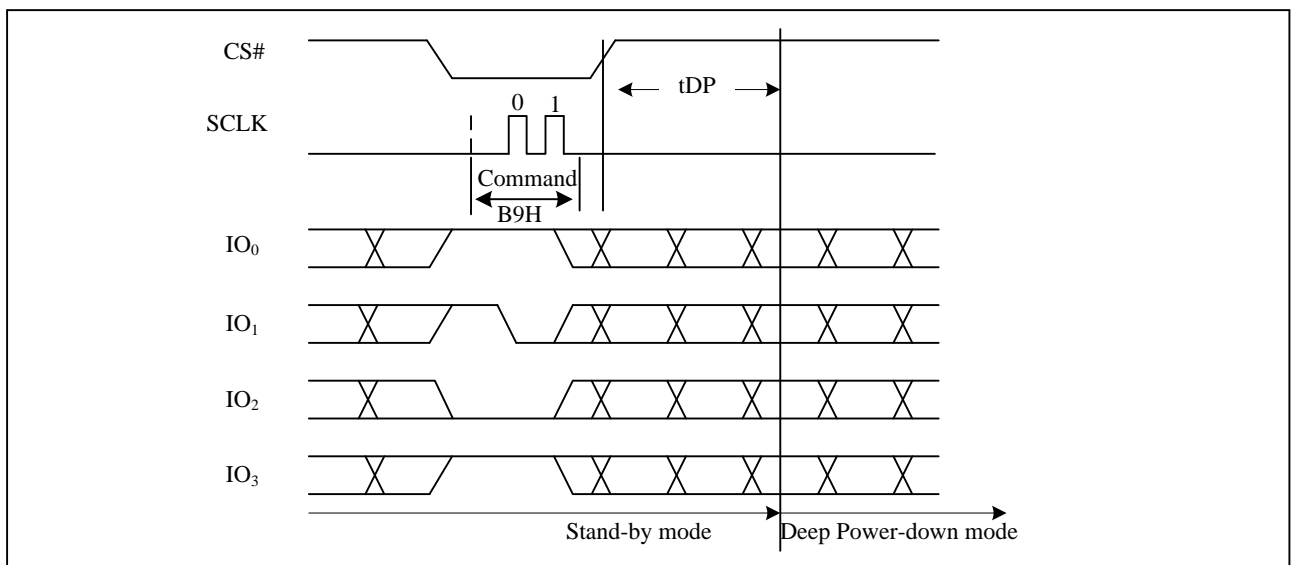 CS#
tDP
0 1
SCLK
Command
B9H
IO₀
IO₁
IO₂
IO₃
Stand-by mode
Deep Power-down mode